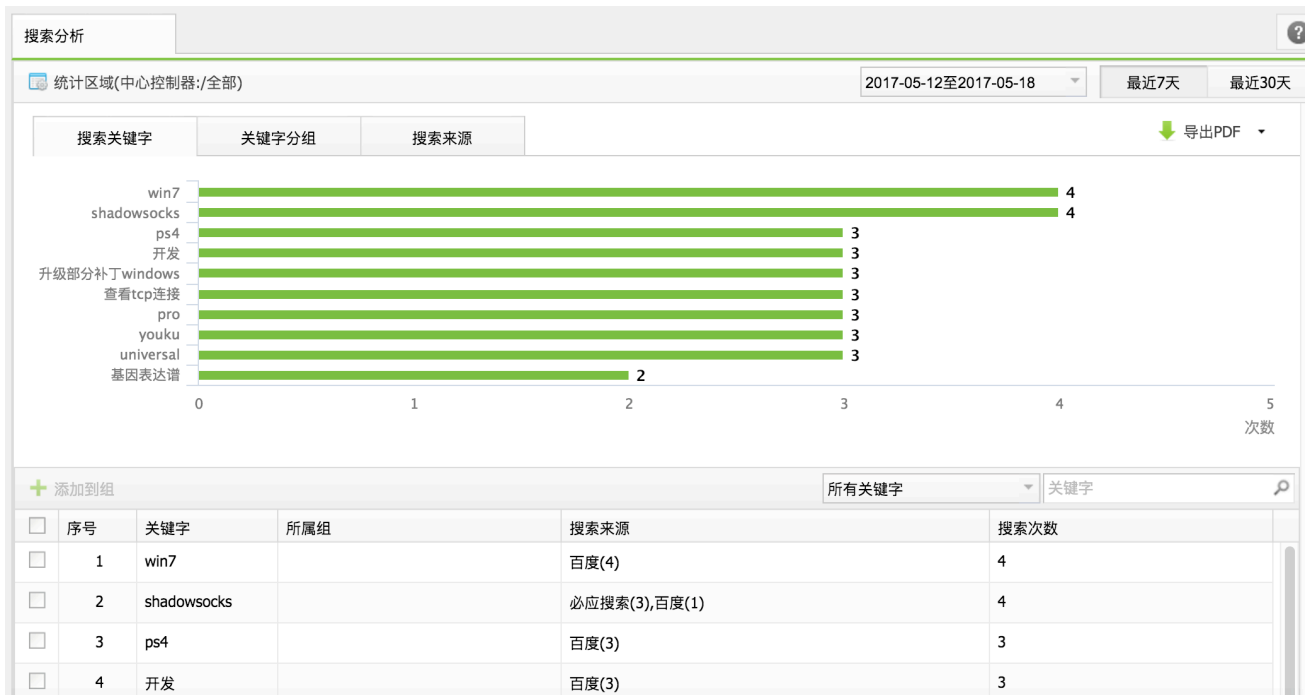 搜索分析
?
统计区域(中心控制器:/全部)
2017-05-12至2017-05-18
最近7天
最近30天
搜索关键字
关键字分组
搜索来源
导出PDF
win7 4
shadowsocks 4
ps4 3
开发 3
升级部分补丁windows 3
查看tcp连接 3
pro 3
youku 3
universal 3
基因表达谱 2
0 1 2 3 4 5
次数
添加到组
所有关键字
关键字
序号 关键字 所属组 搜索来源 搜索次数
1 win7 百度(4) 4
2 shadowsocks 必应搜索(3),百度(1) 4
3 ps4 百度(3) 3
4 开发 百度(3) 3